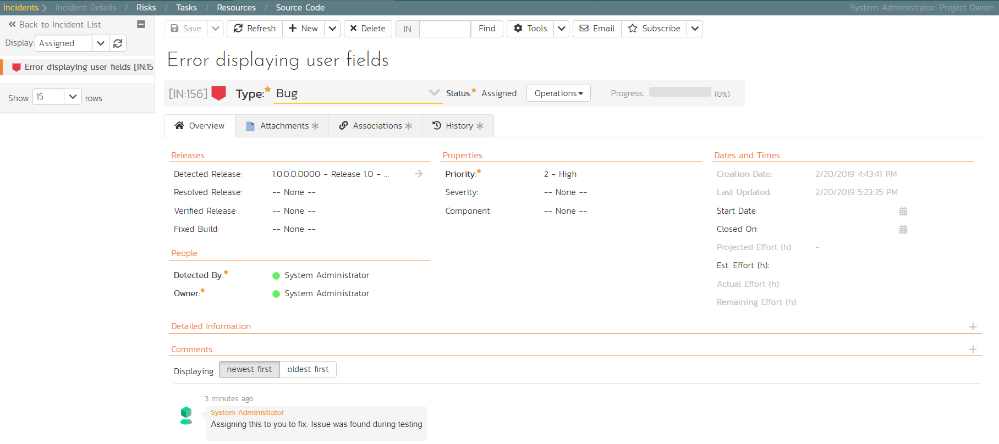 Incidents Incident Details / Risks / Tasks / Resources / Source Code System Administrator: Project Owner
Back to Incident List
Display: Assigned
Error displaying user fields [IN:15
Show 15 rows
Save Refresh New Delete IN Find Tools Email Subscribe
Error displaying user fields
[IN:156] Type: Bug Status: Assigned Operations Progress: (0%)
Overview Attachments Associations History
Releases
Detected Release: 1.0.0.0.0000 - Release 1.0 - ...
Resolved Release: -- None --
Verified Release: -- None --
Fixed Build: -- None --
People
Detected By: System Administrator
Owner: System Administrator
Properties
Priority: 2 - High
Severity: -- None --
Component: -- None --
Dates and Times
Creation Date: 2/20/2019 4:43:41 PM
Last Updated: 2/20/2019 5:23:35 PM
Start Date:
Closed On:
Projected Effort (h): -
Est. Effort (h):
Actual Effort (h):
Remaining Effort (h):
Detailed Information
Comments
Displaying newest first oldest first
3 minutes ago
System Administrator
Assigning this to you to fix. Issue was found during testing